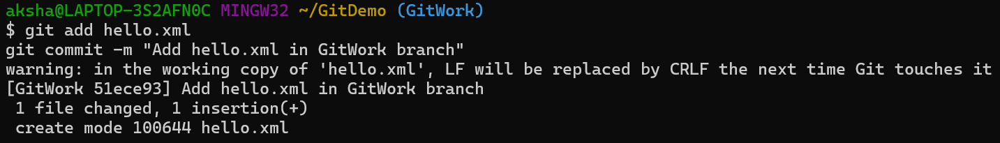 aksha@LAPTOP-3S2AFN0C MINGW32 ~/GitDemo (GitWork)
$ git add hello.xml
git commit -m "Add hello.xml in GitWork branch"
warning: in the working copy of 'hello.xml', LF will be replaced by CRLF the next time Git touches it
[GitWork 51ece93] Add hello.xml in GitWork branch
 1 file changed, 1 insertion(+)
 create mode 100644 hello.xml